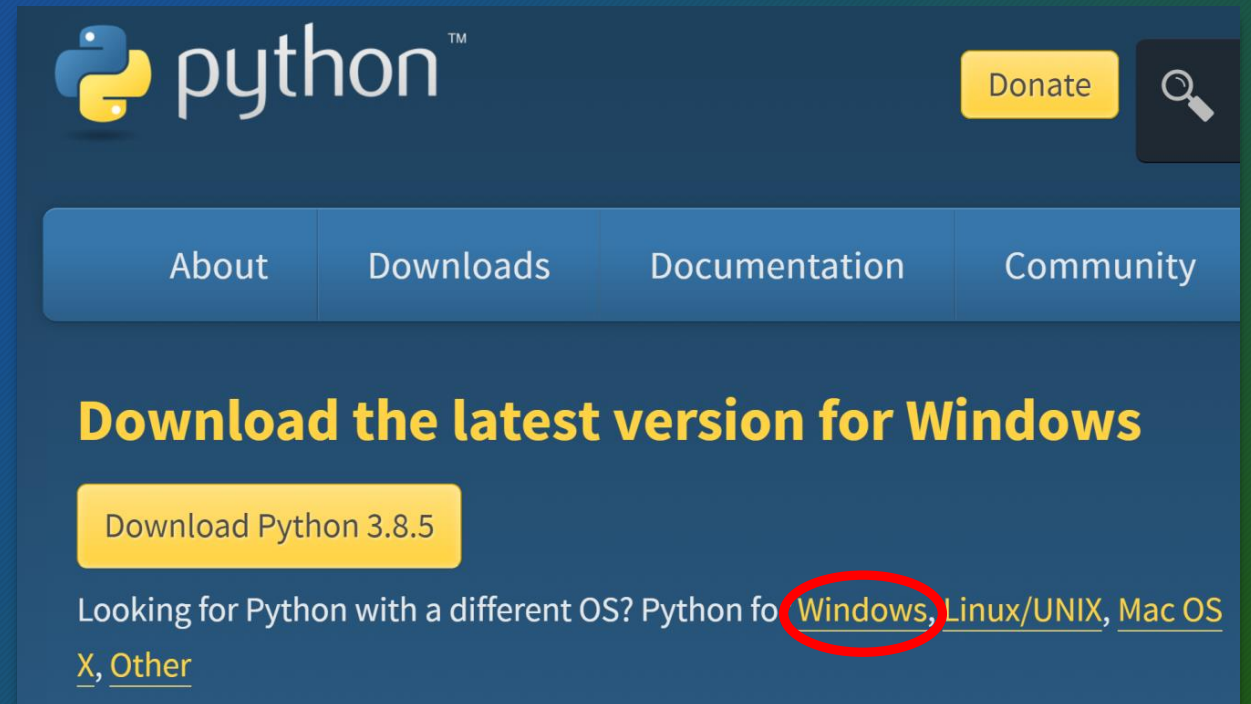 python™
Donate
About Downloads Documentation Community
Download the latest version for Windows
Download Python 3.8.5
Looking for Python with a different OS? Python for Windows, Linux/UNIX, Mac OS
X, Other